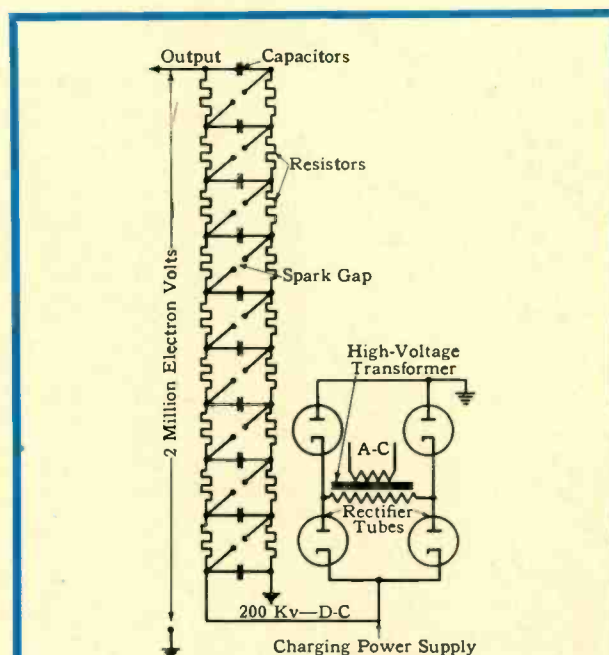 Output
Capacitors
Resistors
Spark Gap
2 Million Electron Volts
High-Voltage
Transformer
A-C
Rectifier
Tubes
200 Kv—D-C
Charging Power Supply